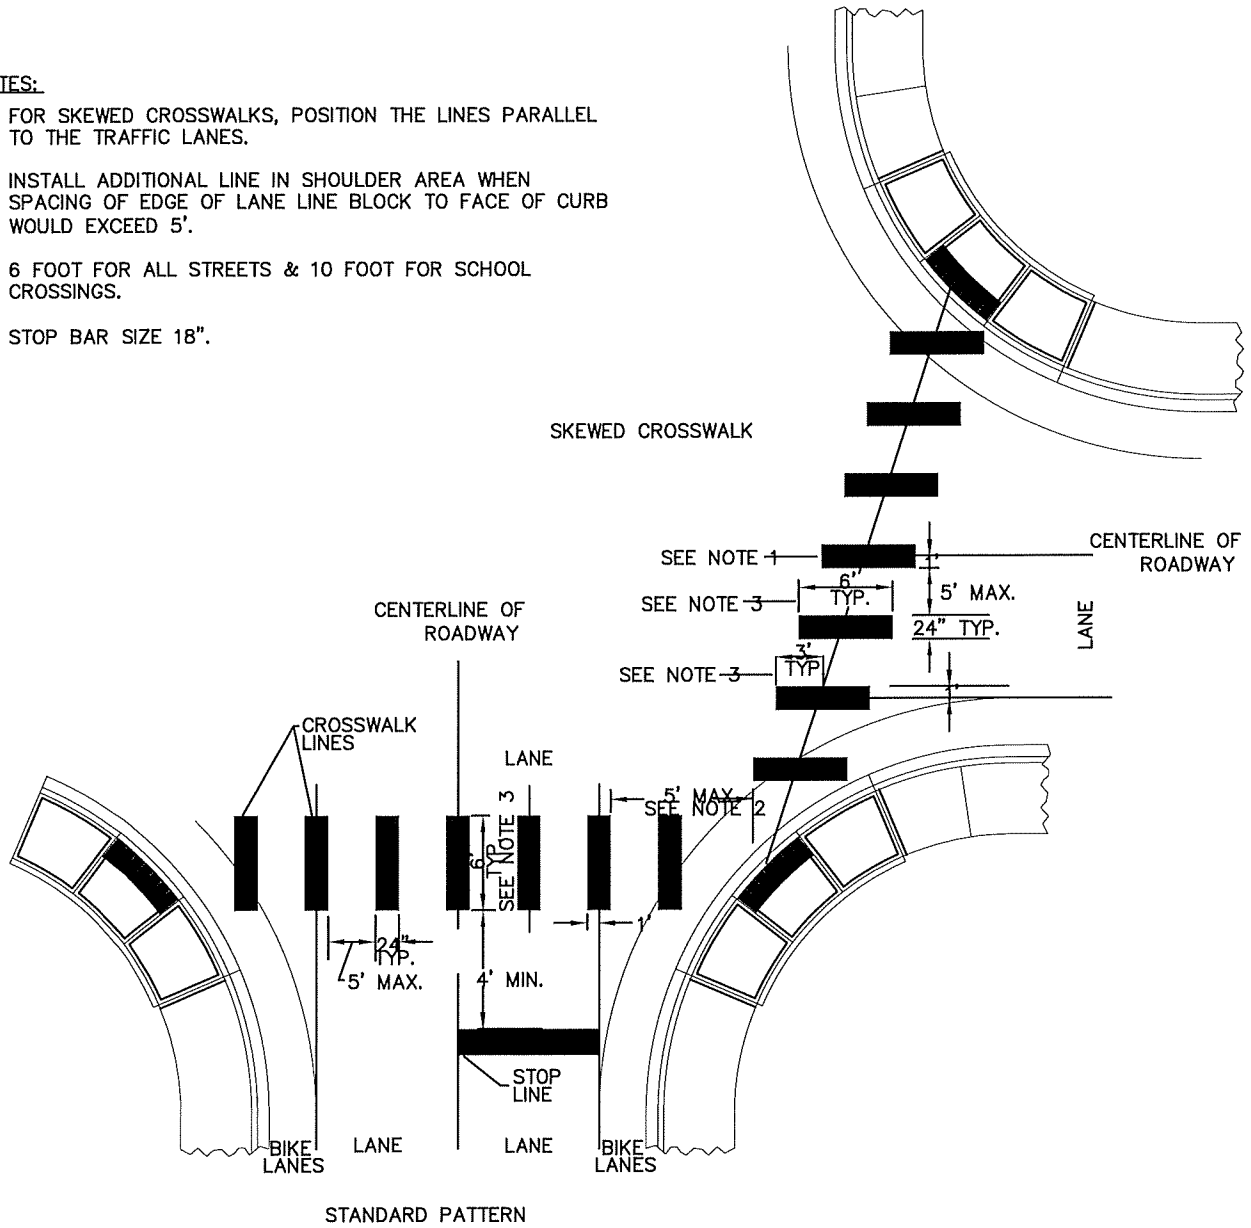 TES:
FOR SKEWED CROSSWALKS, POSITION THE LINES PARALLEL
TO THE TRAFFIC LANES.
INSTALL ADDITIONAL LINE IN SHOULDER AREA WHEN
SPACING OF EDGE OF LANE LINE BLOCK TO FACE OF CURB
WOULD EXCEED 5'.
6 FOOT FOR ALL STREETS & 10 FOOT FOR SCHOOL
CROSSINGS.
STOP BAR SIZE 18".
SKEWED CROSSWALK
SEE NOTE 1
CENTERLINE OF
ROADWAY
6'
TYP.
SEE NOTE 3
5' MAX.
24" TYP.
LANE
3'
TYP
SEE NOTE 3
CENTERLINE OF
ROADWAY
CROSSWALK
LINES
LANE
5' MAX.
SEE NOTE 2
6'
TYP.
SEE NOTE 3
1'
24"
TYP.
5' MAX.
4' MIN.
STOP
LINE
BIKE
LANES
LANE
LANE
BIKE
LANES
STANDARD PATTERN